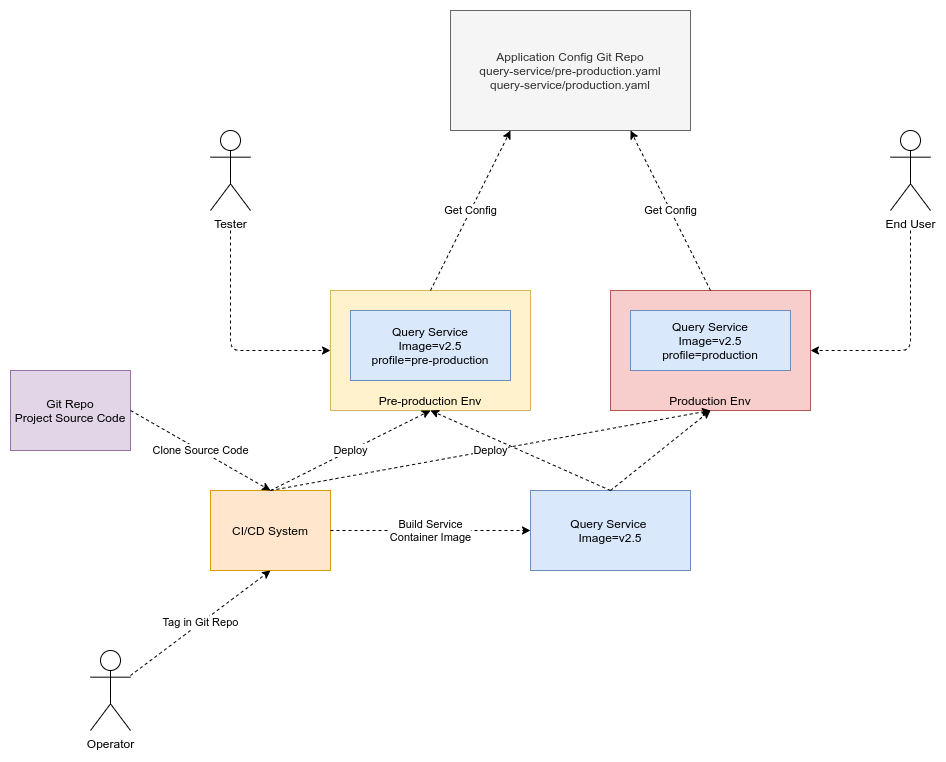 Application Config Git Repo
query-service/pre-production.yaml
query-service/production.yaml
Tester
End User
Get Config
Get Config
Query Service
Image=v2.5
profile=pre-production
Pre-production Env
Query Service
Image=v2.5
profile=production
Production Env
Git Repo
Project Source Code
Clone Source Code
Deploy
Deploy
CI/CD System
Build Service
Container Image
Query Service
Image=v2.5
Tag in Git Repo
Operator